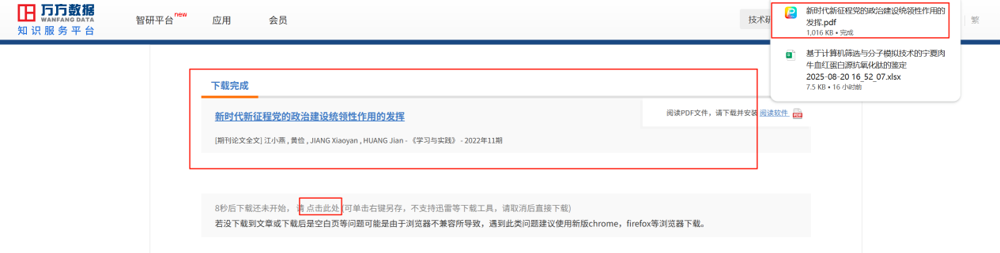 万方数据
WANFANG DATA
知识服务平台
智研平台 new
应用
会员
技术研
繁
新时代新征程党的政治建设统领性作用的
发挥.pdf
1,016 KB • 完成
基于计算机筛选与分子模拟技术的宁夏肉
牛血红蛋白源抗氧化肽的鉴定
2025-08-20 16_52_07.xlsx
7.5 KB • 16 小时前
下载完成
新时代新征程党的政治建设统领性作用的发挥
阅读PDF文件，请下载并安装 阅读软件
[期刊论文全文] 江小燕 , 黄俭 , JIANG Xiaoyan , HUANG Jian - 《学习与实践》 - 2022年11期
8秒后下载还未开始， 请 点击此处 (可单击右键另存，不支持迅雷等下载工具，请取消后直接下载)
若没下载到文章或下载后是空白页等问题可能是由于浏览器不兼容所导致，遇到此类问题建议使用新版chrome，firefox等浏览器下载。